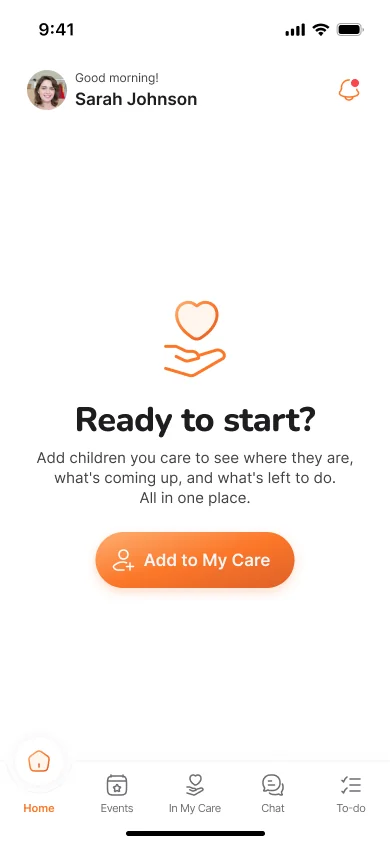 9:41
Good morning!
Sarah Johnson
Ready to start?
Add children you care to see where they are,
what's coming up, and what's left to do.
All in one place.
Add to My Care
Home
Events
In My Care
Chat
To-do